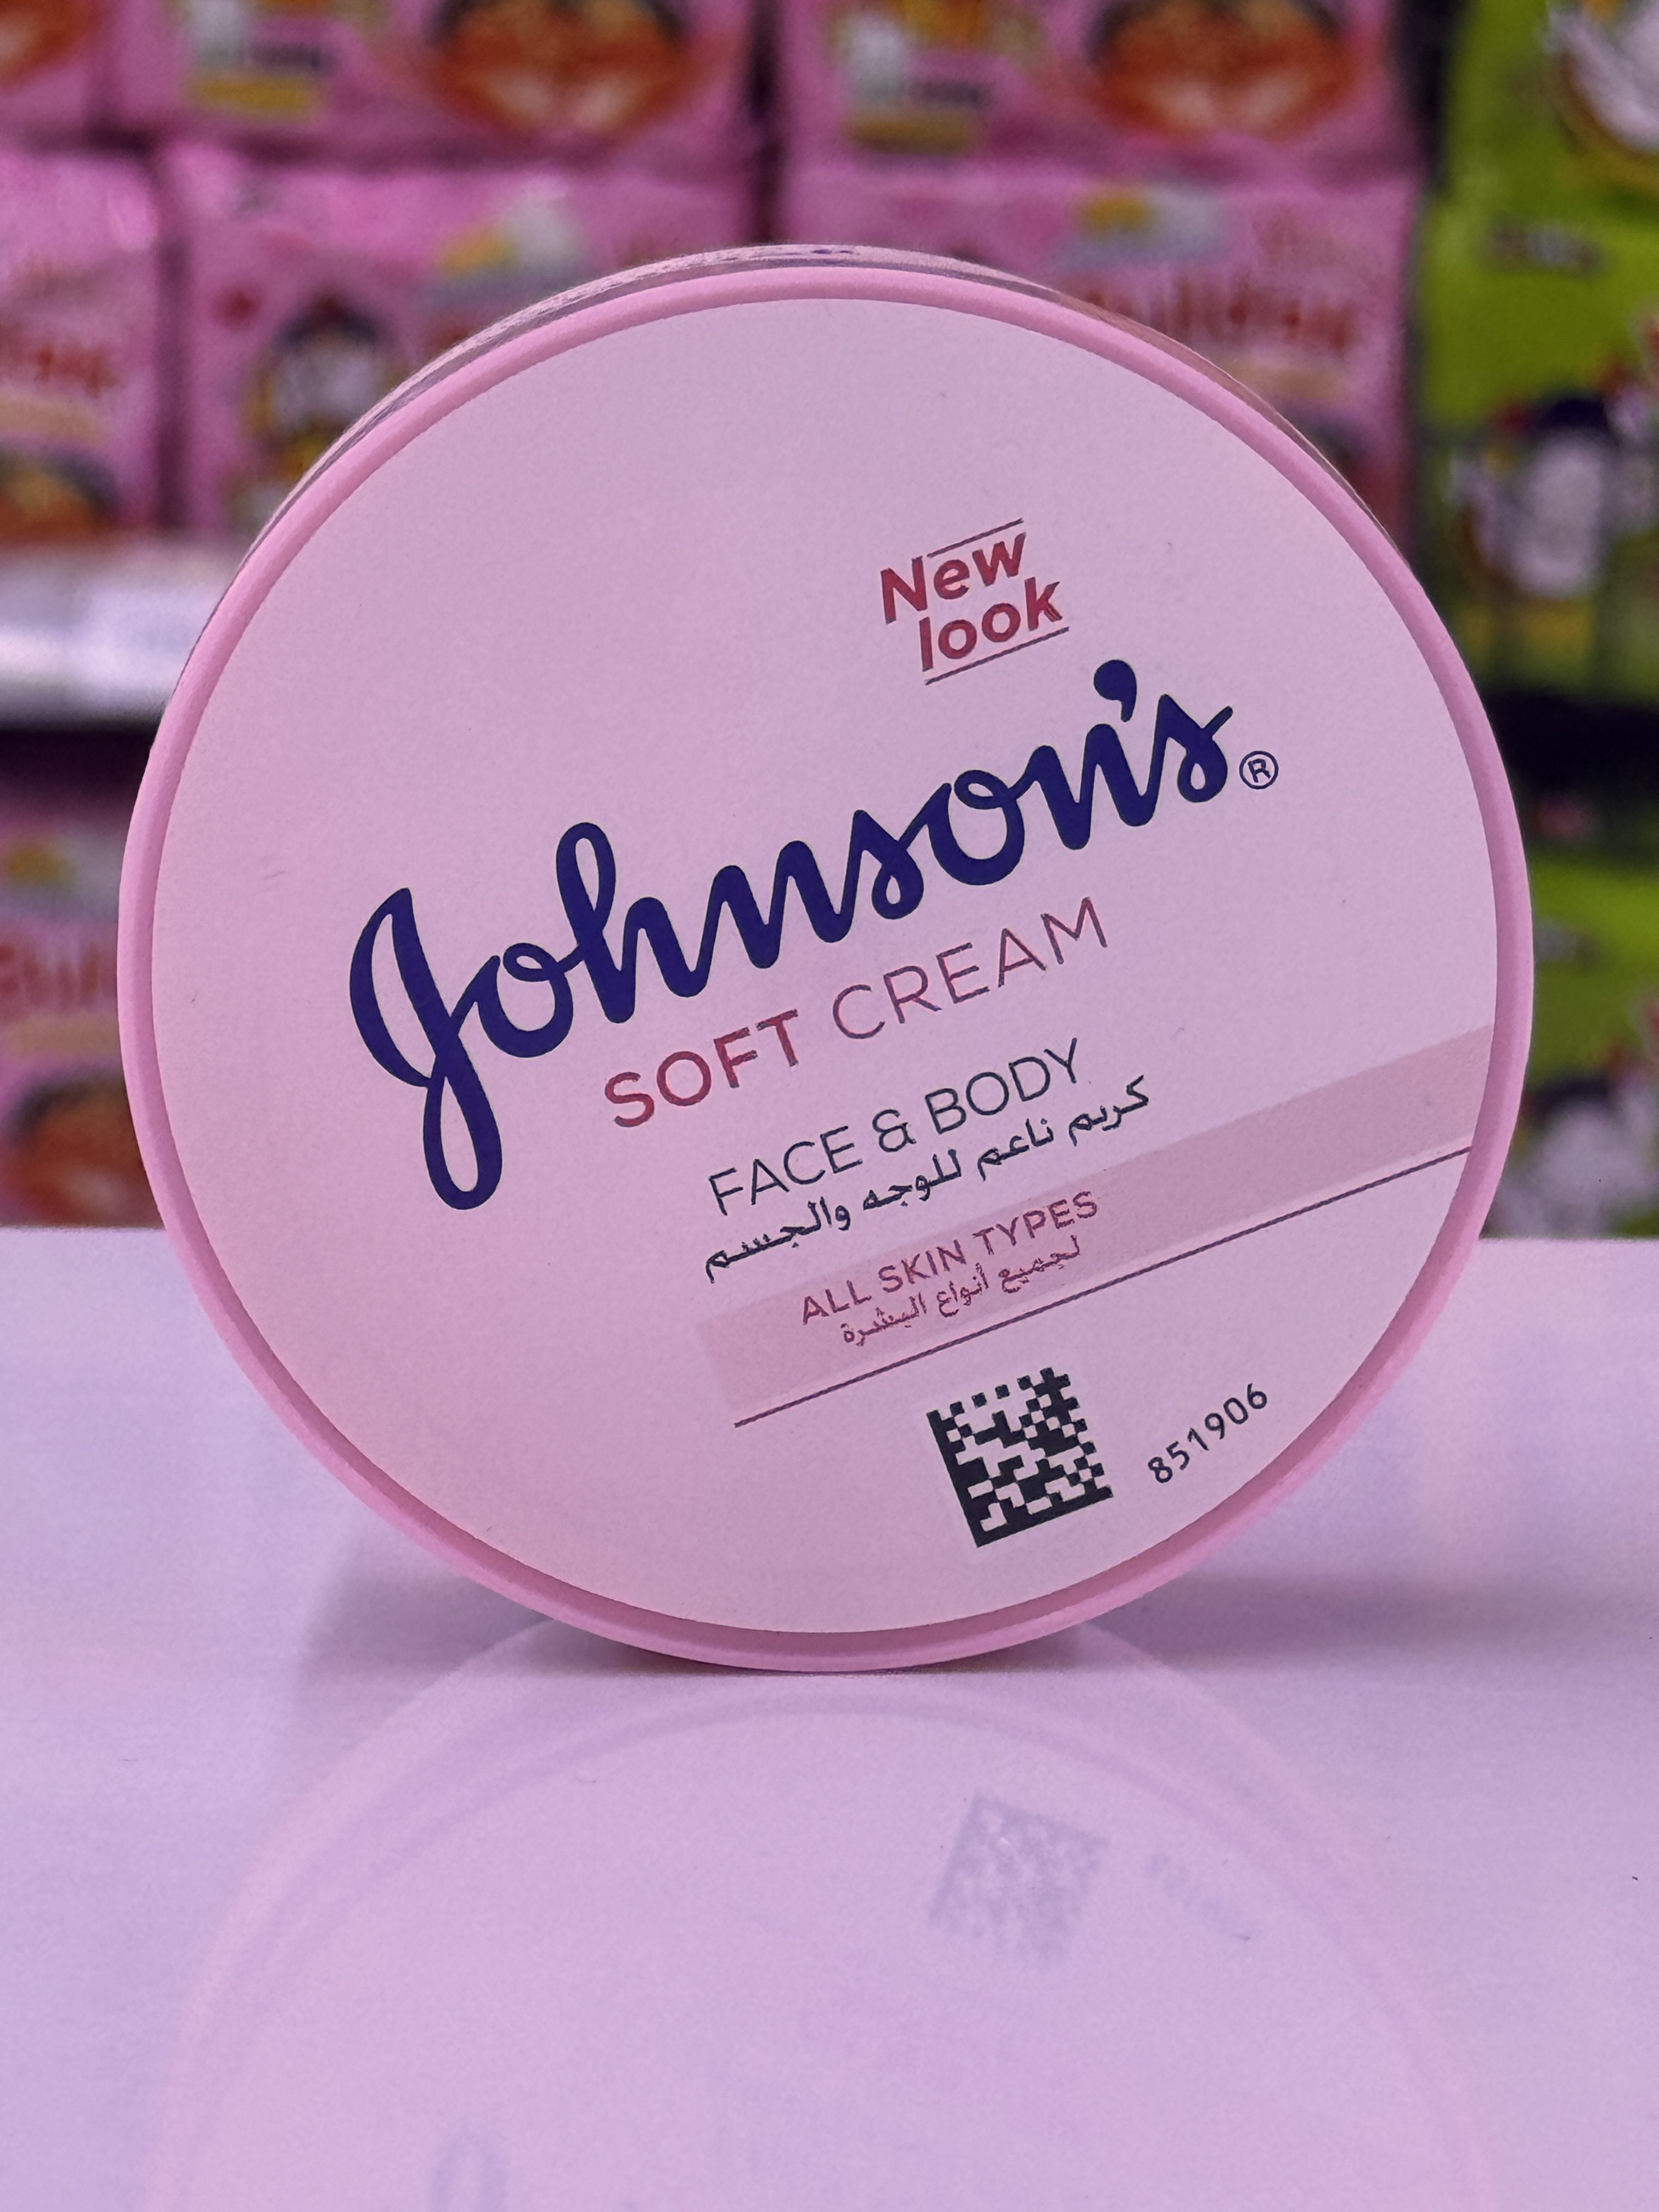 New
look
Johnson's®
SOFT CREAM
FACE & BODY
كريم ناعم للوجه والجسم
ALL SKIN TYPES
لجميع أنواع البشرة
851906